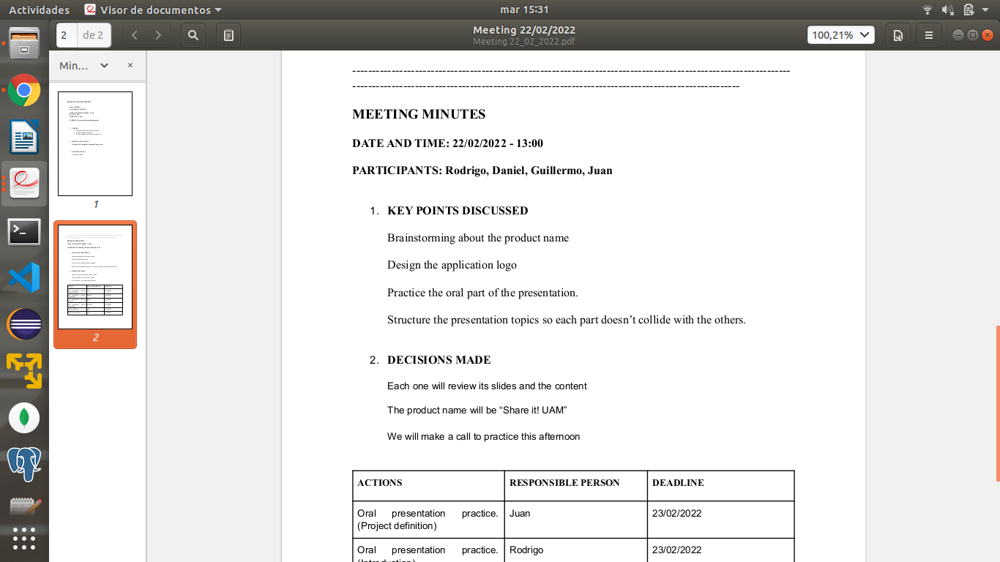 Actividades Visor de documentos mar 15:31
2 de 2 Meeting 22/02/2022 100,21%
Meeting 22_02_2022.pdf
Min...
1
2
MEETING MINUTES
DATE AND TIME: 22/02/2022 - 13:00
PARTICIPANTS: Rodrigo, Daniel, Guillermo, Juan
1. KEY POINTS DISCUSSED
Brainstorming about the product name
Design the application logo
Practice the oral part of the presentation.
Structure the presentation topics so each part doesn’t collide with the others.
2. DECISIONS MADE
Each one will review its slides and the content
The product name will be “Share it! UAM”
We will make a call to practice this afternoon
ACTIONS RESPONSIBLE PERSON DEADLINE
Oral presentation practice. Juan 23/02/2022
(Project definition)
Oral presentation practice. Rodrigo 23/02/2022